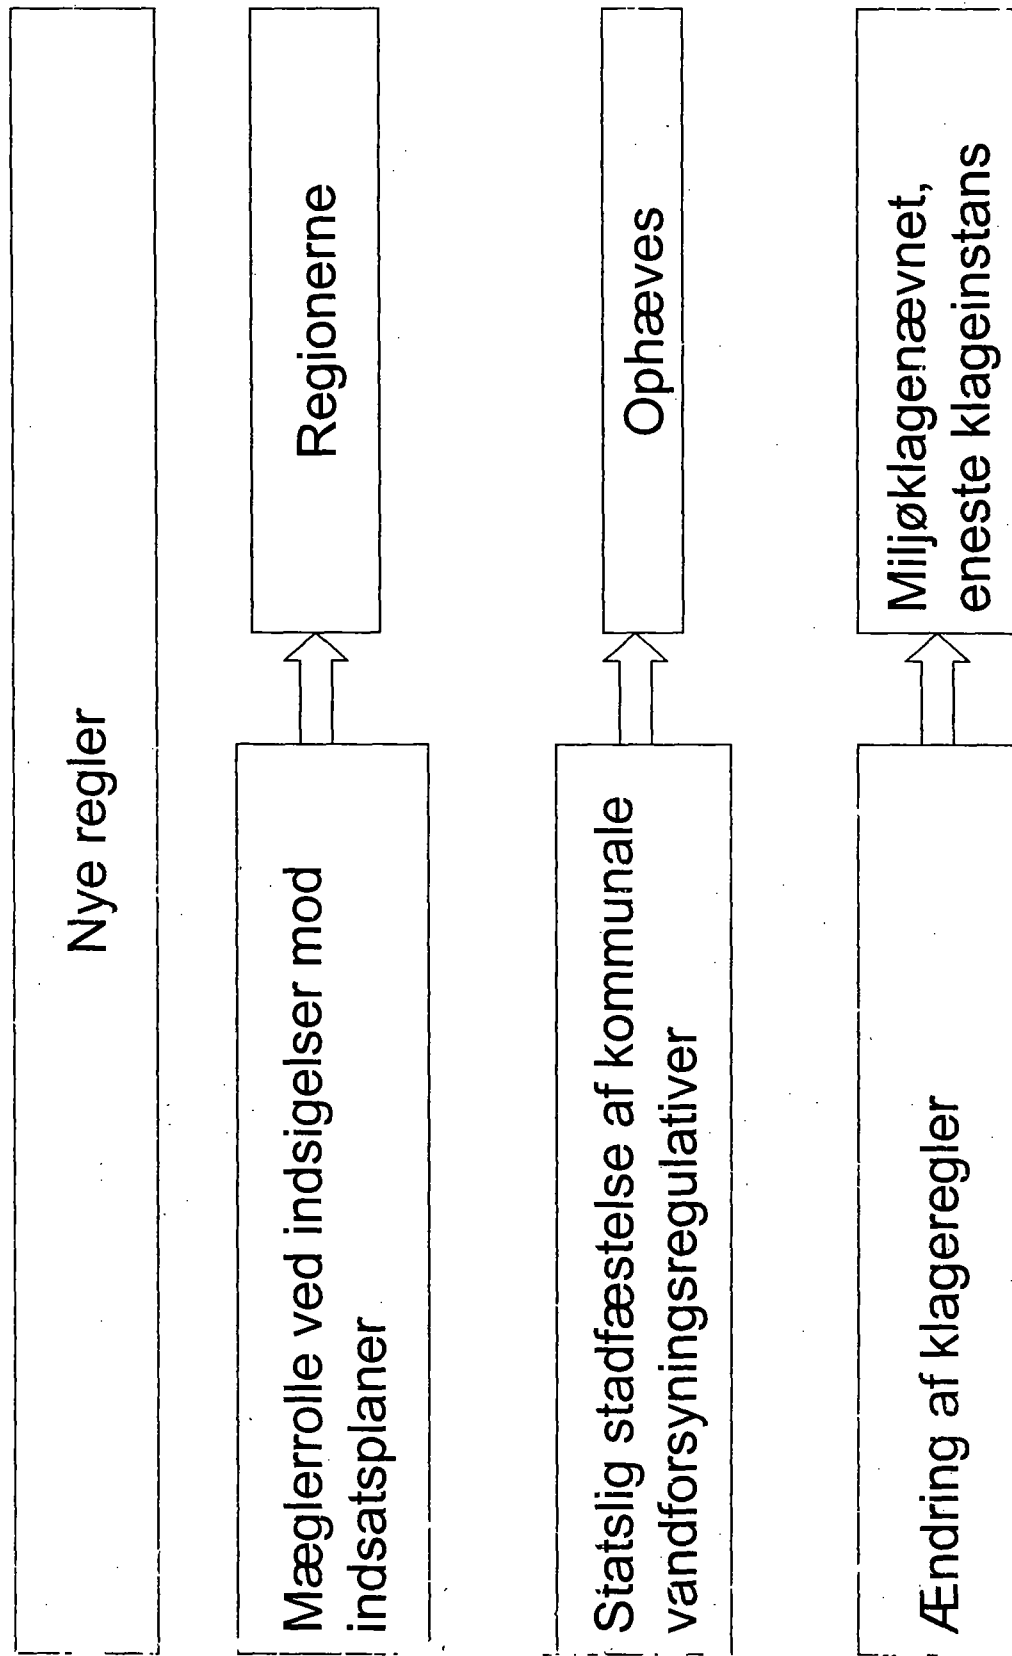 Nye regler
Mæglerrolle ved indsigelser mod
indsatsplaner
Regionerne
Statslig stadfæstelse af kommunale
vandforsyningsregulativer
Ophæves
Ændring af klageregler
Miljøklagenævnet,
eneste klageinstans